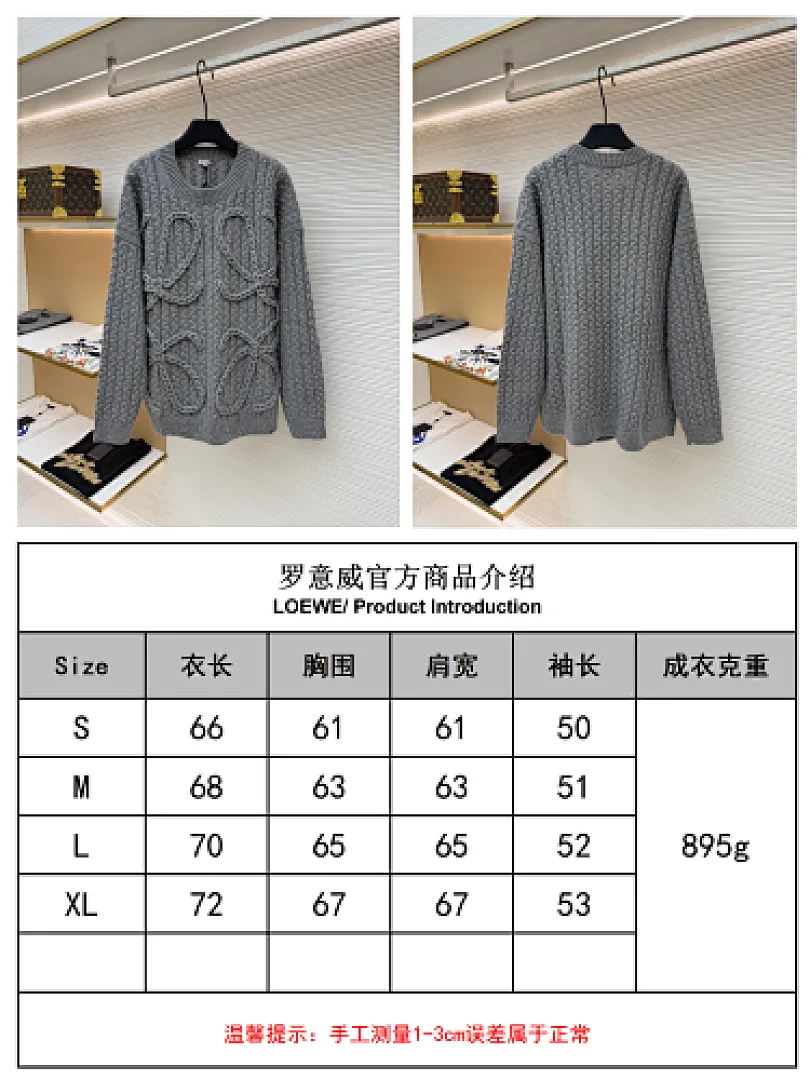 罗意威官方商品介绍
LOEWE/ Product Introduction
Size 衣长 胸围 肩宽 袖长 成衣克重
S 66 61 61 50
M 68 63 63 51
L 70 65 65 52
895g
XL 72 67 67 53
温馨提示：手工测量1-3cm误差属于正常